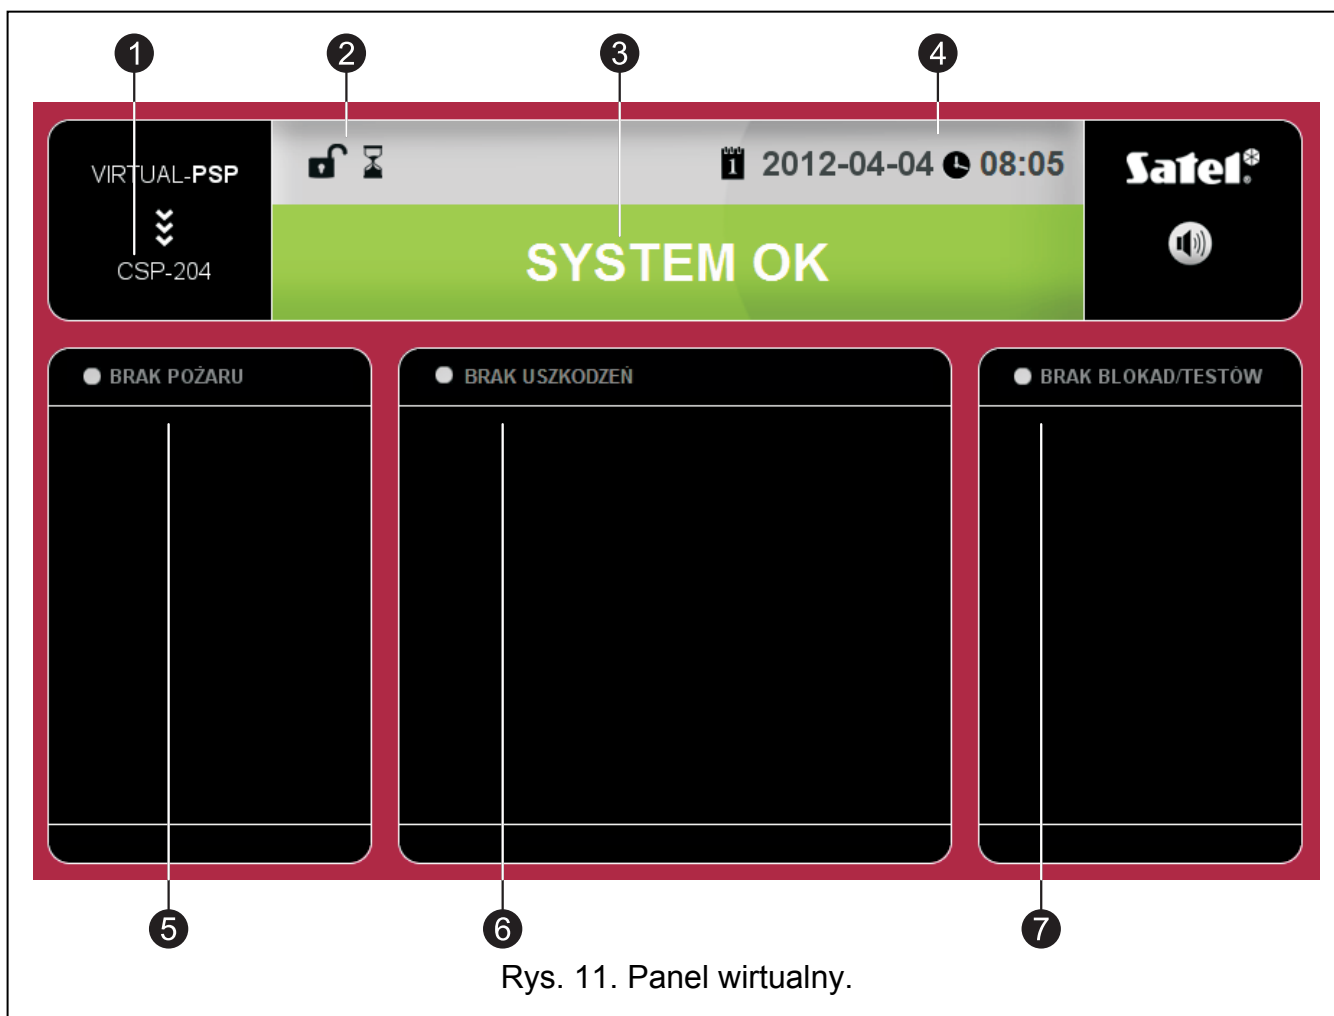 1 2 3 4
VIRTUAL-PSP
CSP-204
1 2012-04-04 08:05
SYSTEM OK
Satel®
BRAK POŻARU
BRAK USZKODZEŃ
BRAK BLOKAD/TESTÓW
5 6 7
Rys. 11. Panel wirtualny.